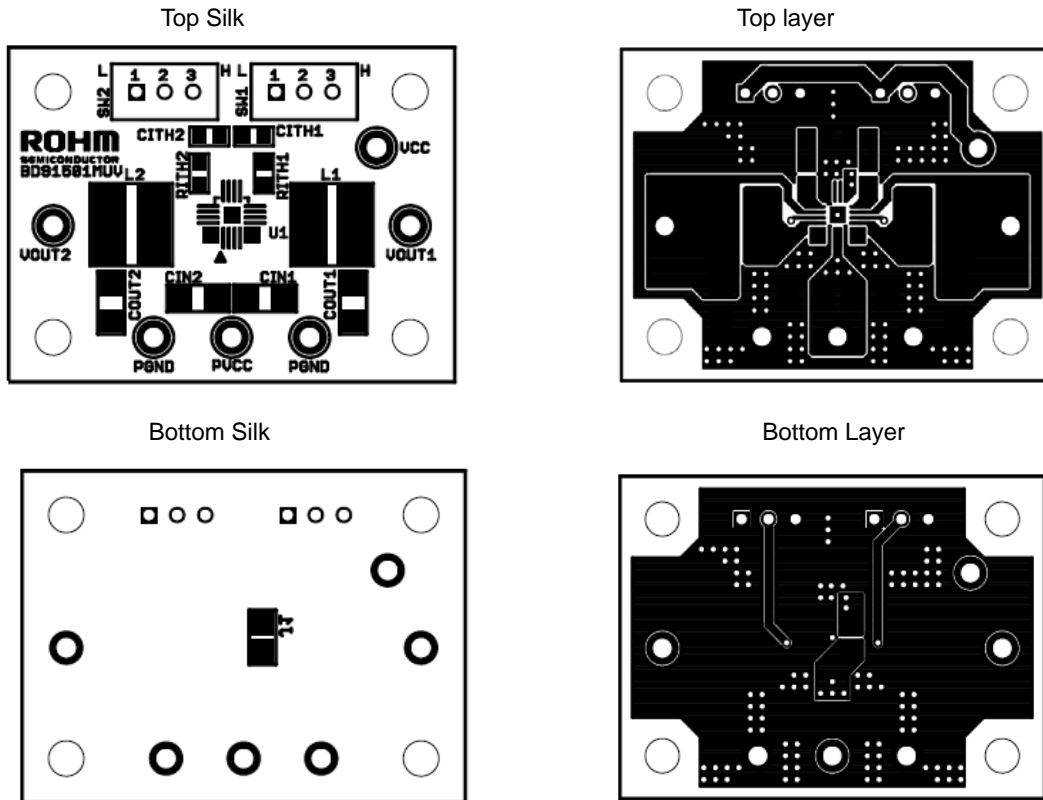 Top Silk
Top layer
L 1 2 3 H
SW2
L 1 2 3 H
SW1
ROHM
SEMICONDUCTOR
BD91501MUV
CITH2
CITH1
RITH2
RITH1
VCC
L2
L1
U1
VOUT2
VOUT1
COUT2
CIN2
CIN1
COUT1
PGND
PVCC
PGND
Bottom Silk
Bottom Layer